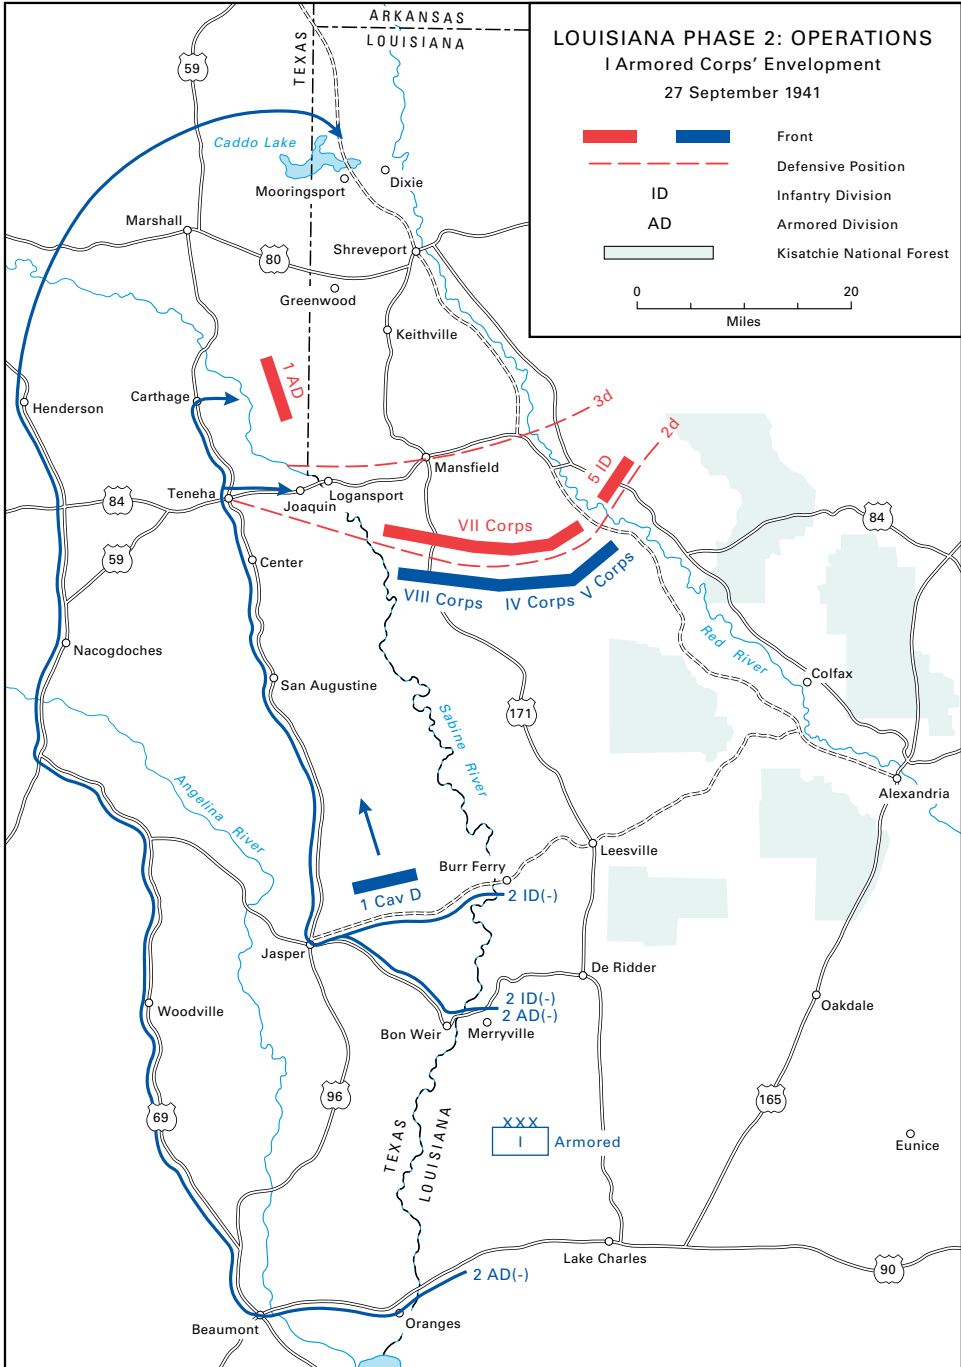 ARKANSAS
LOUISIANA
TEXAS
LOUISIANA PHASE 2: OPERATIONS
I Armored Corps' Envelopment
27 September 1941
Front
Defensive Position
ID
Infantry Division
AD
Armored Division
Kisatchie National Forest
0
20
Miles
59
Caddo Lake
Mooringsport
Dixie
Marshall
80
Shreveport
Greenwood
Keithville
1 AD
Carthage
Henderson
3d
2d
Mansfield
5 ID
Teneha
Logansport
Joaquin
84
VII Corps
84
59
Center
VIII Corps
IV Corps
V Corps
Nacogdoches
Red River
San Augustine
Colfax
Sabine River
171
Angelina River
Alexandria
Leesville
Burr Ferry
1 Cav D
2 ID(-)
Jasper
De Ridder
2 ID(-)
2 AD(-)
Woodville
Bon Weir
Merryville
Oakdale
96
165
69
XXX
I
Armored
TEXAS
LOUISIANA
Eunice
Lake Charles
90
2 AD(-)
Beaumont
Oranges